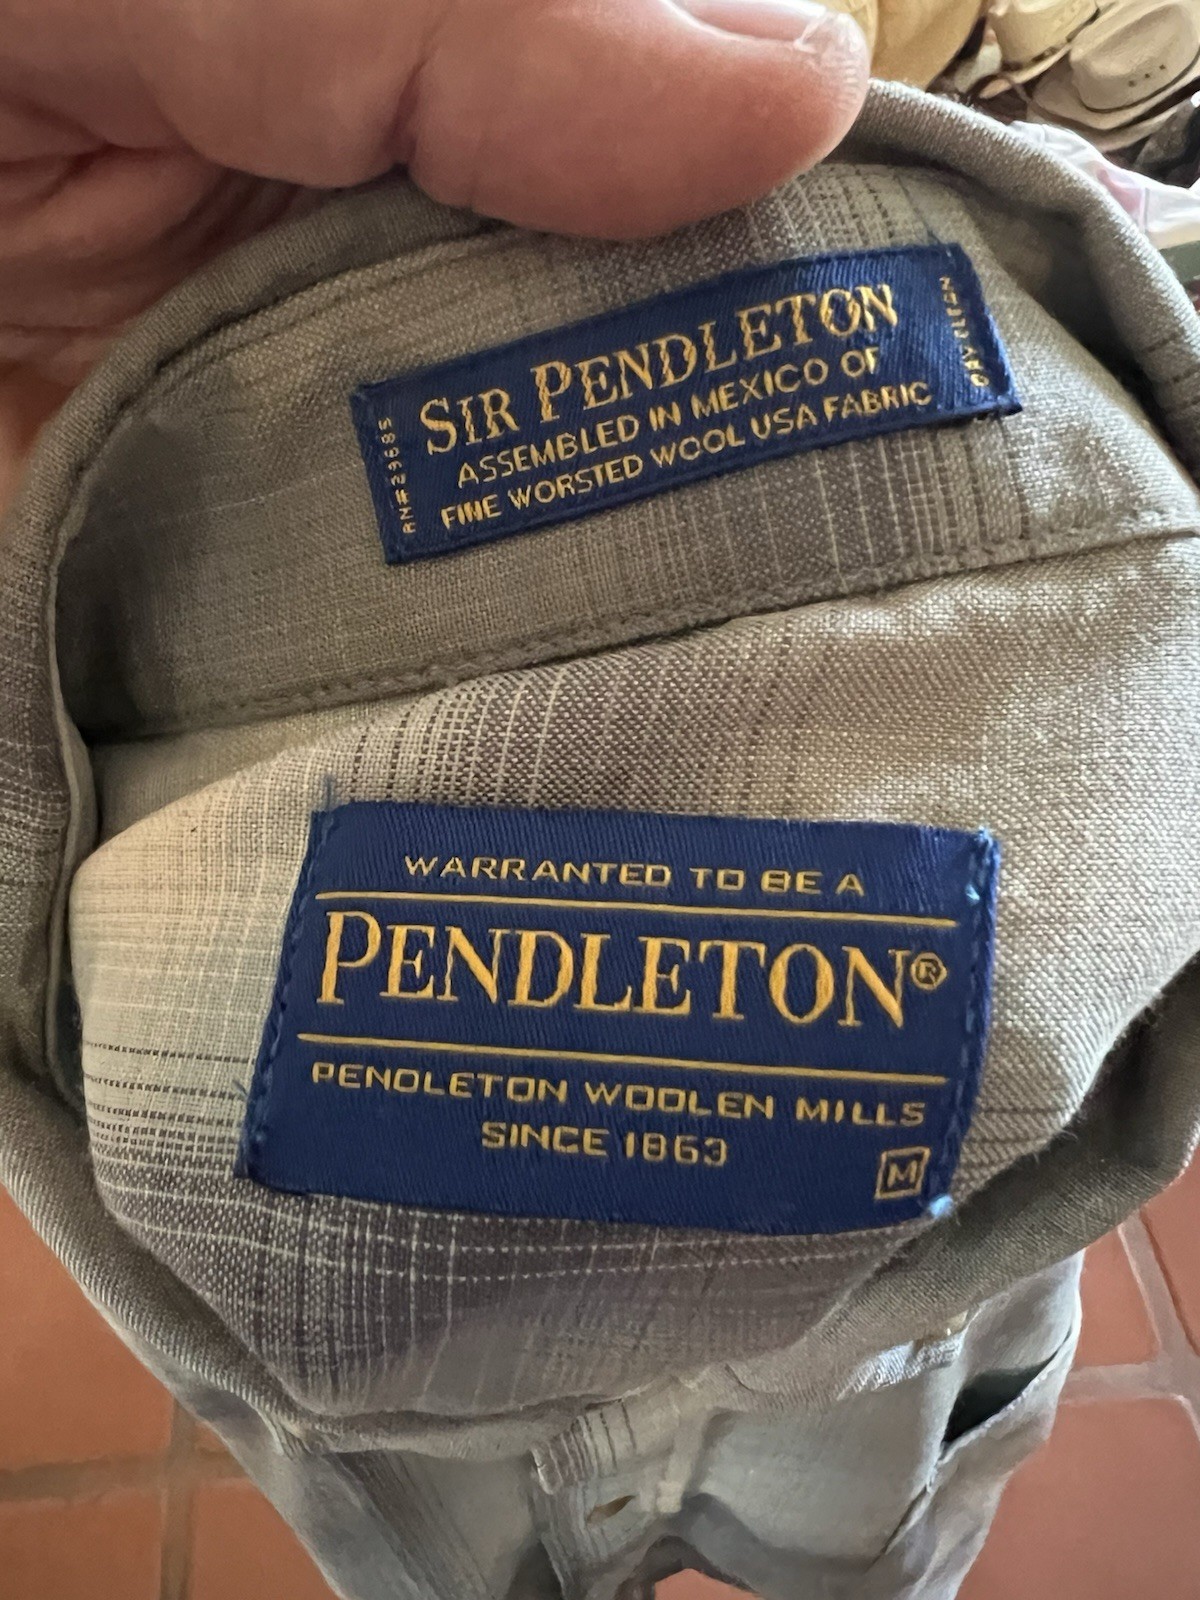 SIR PENDLETON
ASSEMBLED IN MEXICO OF
FINE WORSTED WOOL USA FABRIC
RN#29685
DRY CLEAN
WARRANTED TO BE A
PENDLETON®
PENDLETON WOOLEN MILLS
SINCE 1863
M